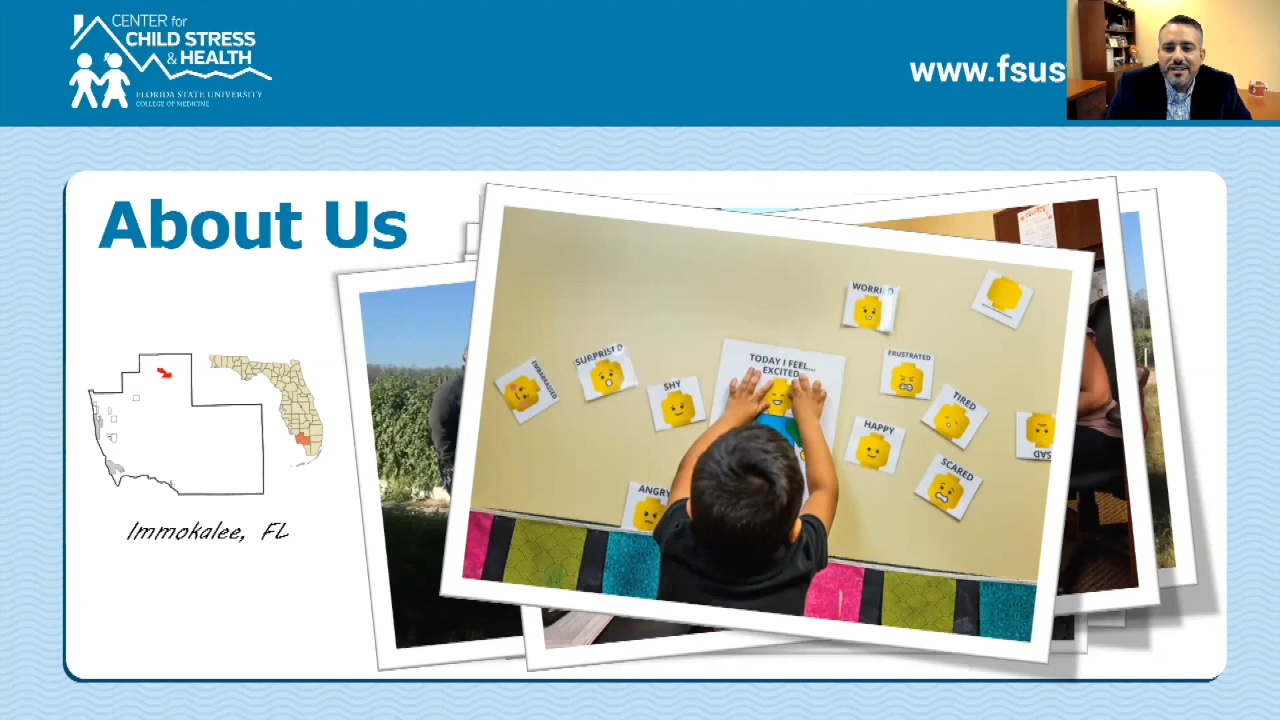 CENTER for
CHILD STRESS
& HEALTH
FLORIDA STATE UNIVERSITY
COLLEGE OF MEDICINE
www.fsus
About Us
Immokalee, FL
EMBARRASSED
SURPRISED
SHY
TODAY I FEEL...
EXCITED
WORRIED
FRUSTRATED
TIRED
HAPPY
SAD
SCARED
ANGRY